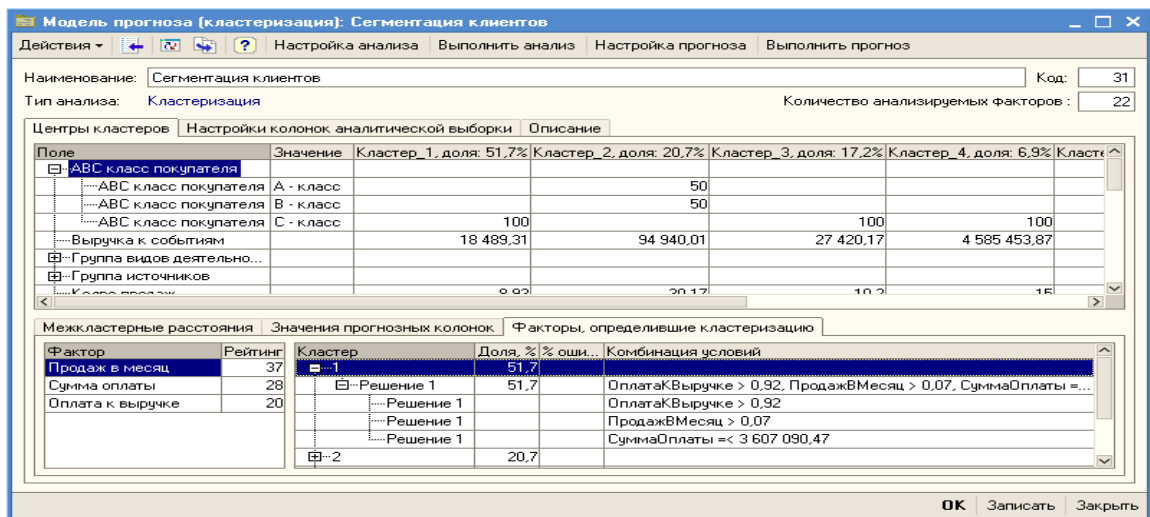 Модель прогноза (кластеризация): Сегментация клиентов
Действия ? Настройка анализа Выполнить анализ Настройка прогноза Выполнить прогноз
Наименование: Сегментация клиентов Код: 31
Тип анализа: Кластеризация Количество анализируемых факторов : 22
Центры кластеров Настройки колонок аналитической выборки Описание
Поле Значение Кластер_1, доля: 51,7% Кластер_2, доля: 20,7% Кластер_3, доля: 17,2% Кластер_4, доля: 6,9% Класте
АВС класс покупателя
АВС класс покупателя А - класс 50
АВС класс покупателя В - класс 50
АВС класс покупателя С - класс 100 100 100
Выручка к событиям 18 489,31 94 940,01 27 420,17 4 585 453,87
Группа видов деятельно...
Группа источников
Межкластерные расстояния Значения прогнозных колонок Факторы, определившие кластеризацию
Фактор Рейтинг Кластер Доля, % % оши... Комбинация условий
Продаж в месяц 37 1 51,7
Сумма оплаты 28 Решение 1 51,7 ОплатаКВыручке > 0,92, ПродажВМесяц > 0,07, СуммаОплаты =...
Оплата к выручке 20 Решение 1 ОплатаКВыручке > 0,92
Решение 1 ПродажВМесяц > 0,07
Решение 1 СуммаОплаты =< 3 607 090,47
2 20,7
OK Записать Закрыть